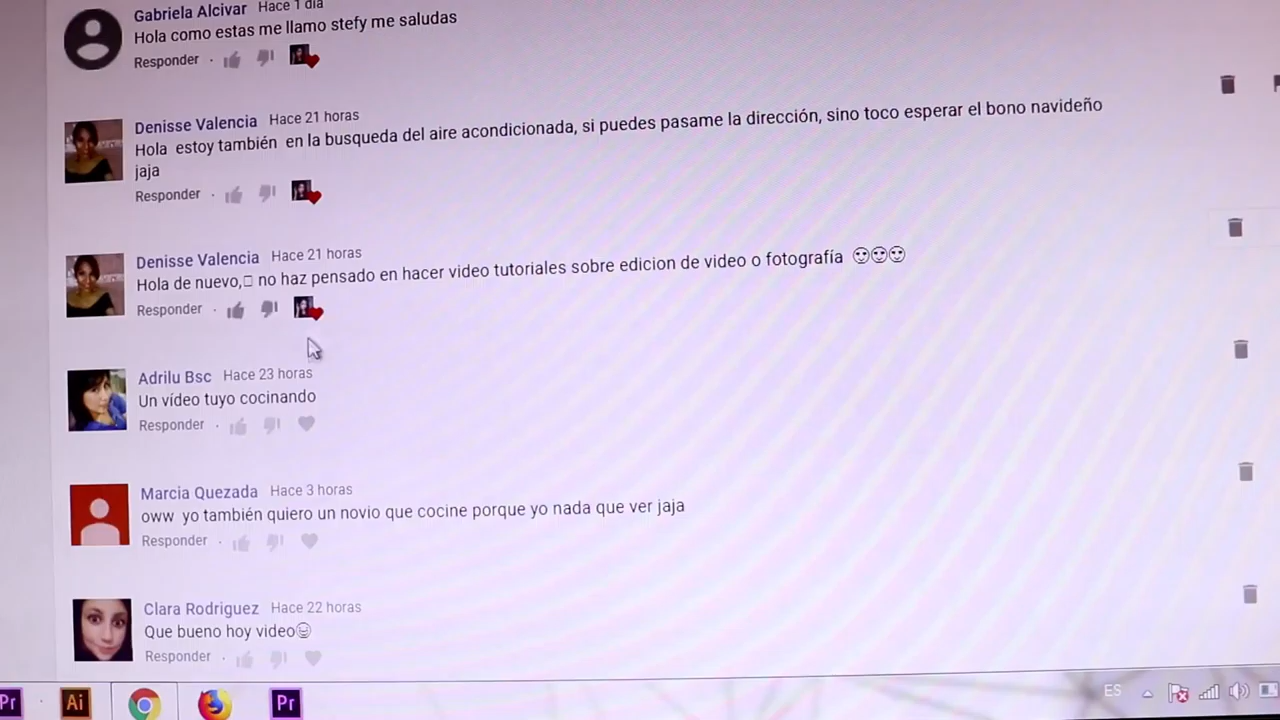 Gabriela Alcivar Hace 1 día
Hola como estas me llamo stefy me saludas
Responder
Denisse Valencia Hace 21 horas
Hola estoy también en la busqueda del aire acondicionada, si puedes pasame la dirección, sino toco esperar el bono navideño
jaja
Responder
Denisse Valencia Hace 21 horas
Hola de nuevo, no haz pensado en hacer video tutoriales sobre edicion de video o fotografía
Responder
Adrilu Bsc Hace 23 horas
Un vídeo tuyo cocinando
Responder
Marcia Quezada Hace 3 horas
oww yo también quiero un novio que cocine porque yo nada que ver jaja
Responder
Clara Rodriguez Hace 22 horas
Que bueno hoy video
Responder
Pr Ai Pr ES